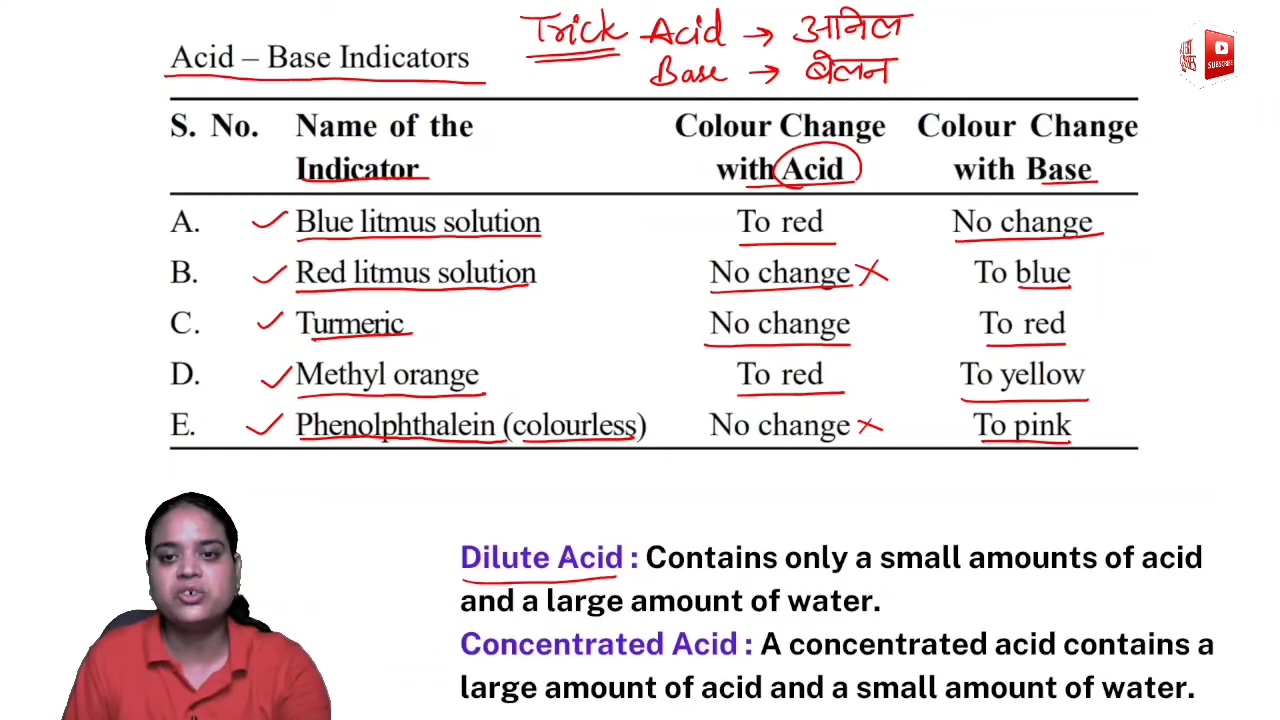 Trick Acid → अनिल
Base → बेलन
Acid – Base Indicators
SUBSCRIBE
S. No. Name of the Indicator Colour Change with Acid Colour Change with Base
A. Blue litmus solution To red No change
B. Red litmus solution No change To blue
C. Turmeric No change To red
D. Methyl orange To red To yellow
E. Phenolphthalein (colourless) No change To pink
Dilute Acid : Contains only a small amounts of acid
and a large amount of water.
Concentrated Acid : A concentrated acid contains a
large amount of acid and a small amount of water.